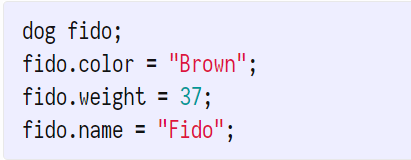 dog fido;
fido.color = "Brown";
fido.weight = 37;
fido.name = "Fido";